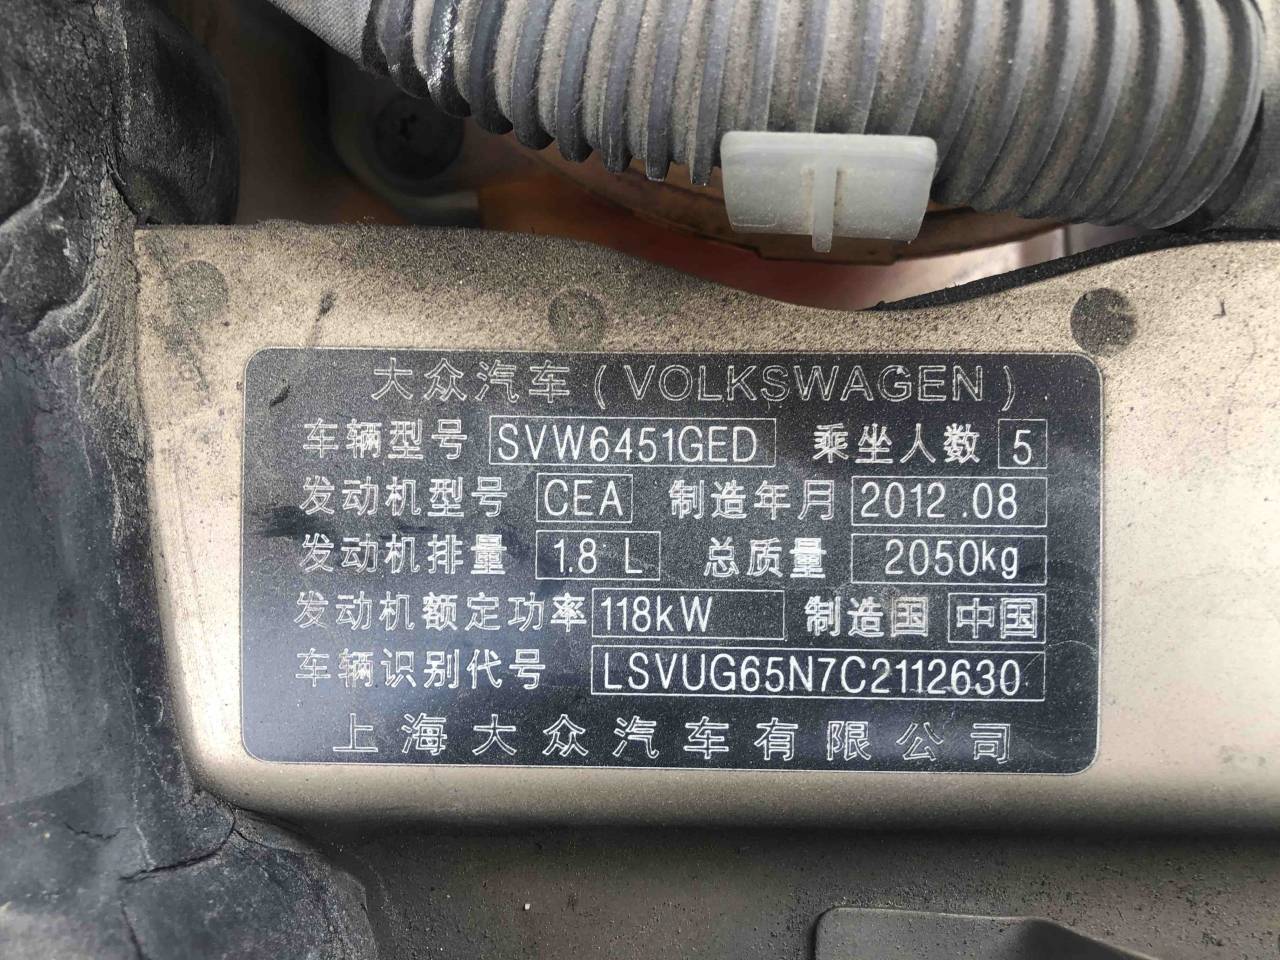 大众汽车(VOLKSWAGEN)
车辆型号 SVW6451GED 乘坐人数 5
发动机型号 CEA 制造年月 2012.08
发动机排量 1.8 L 总质量 2050kg
发动机额定功率 118kW 制造国 中国
车辆识别代号 LSVUG65N7C2112630
上海大众汽车有限公司